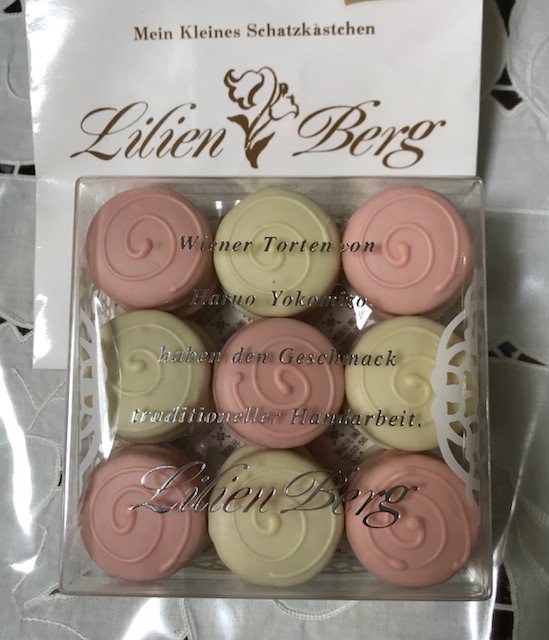 Mein Kleines Schatzkästchen
Lilien Berg
Wiener Torten von
Haruo Yokomizo
haben den Geschmack
traditioneller Handarbeit.
Lilien Berg